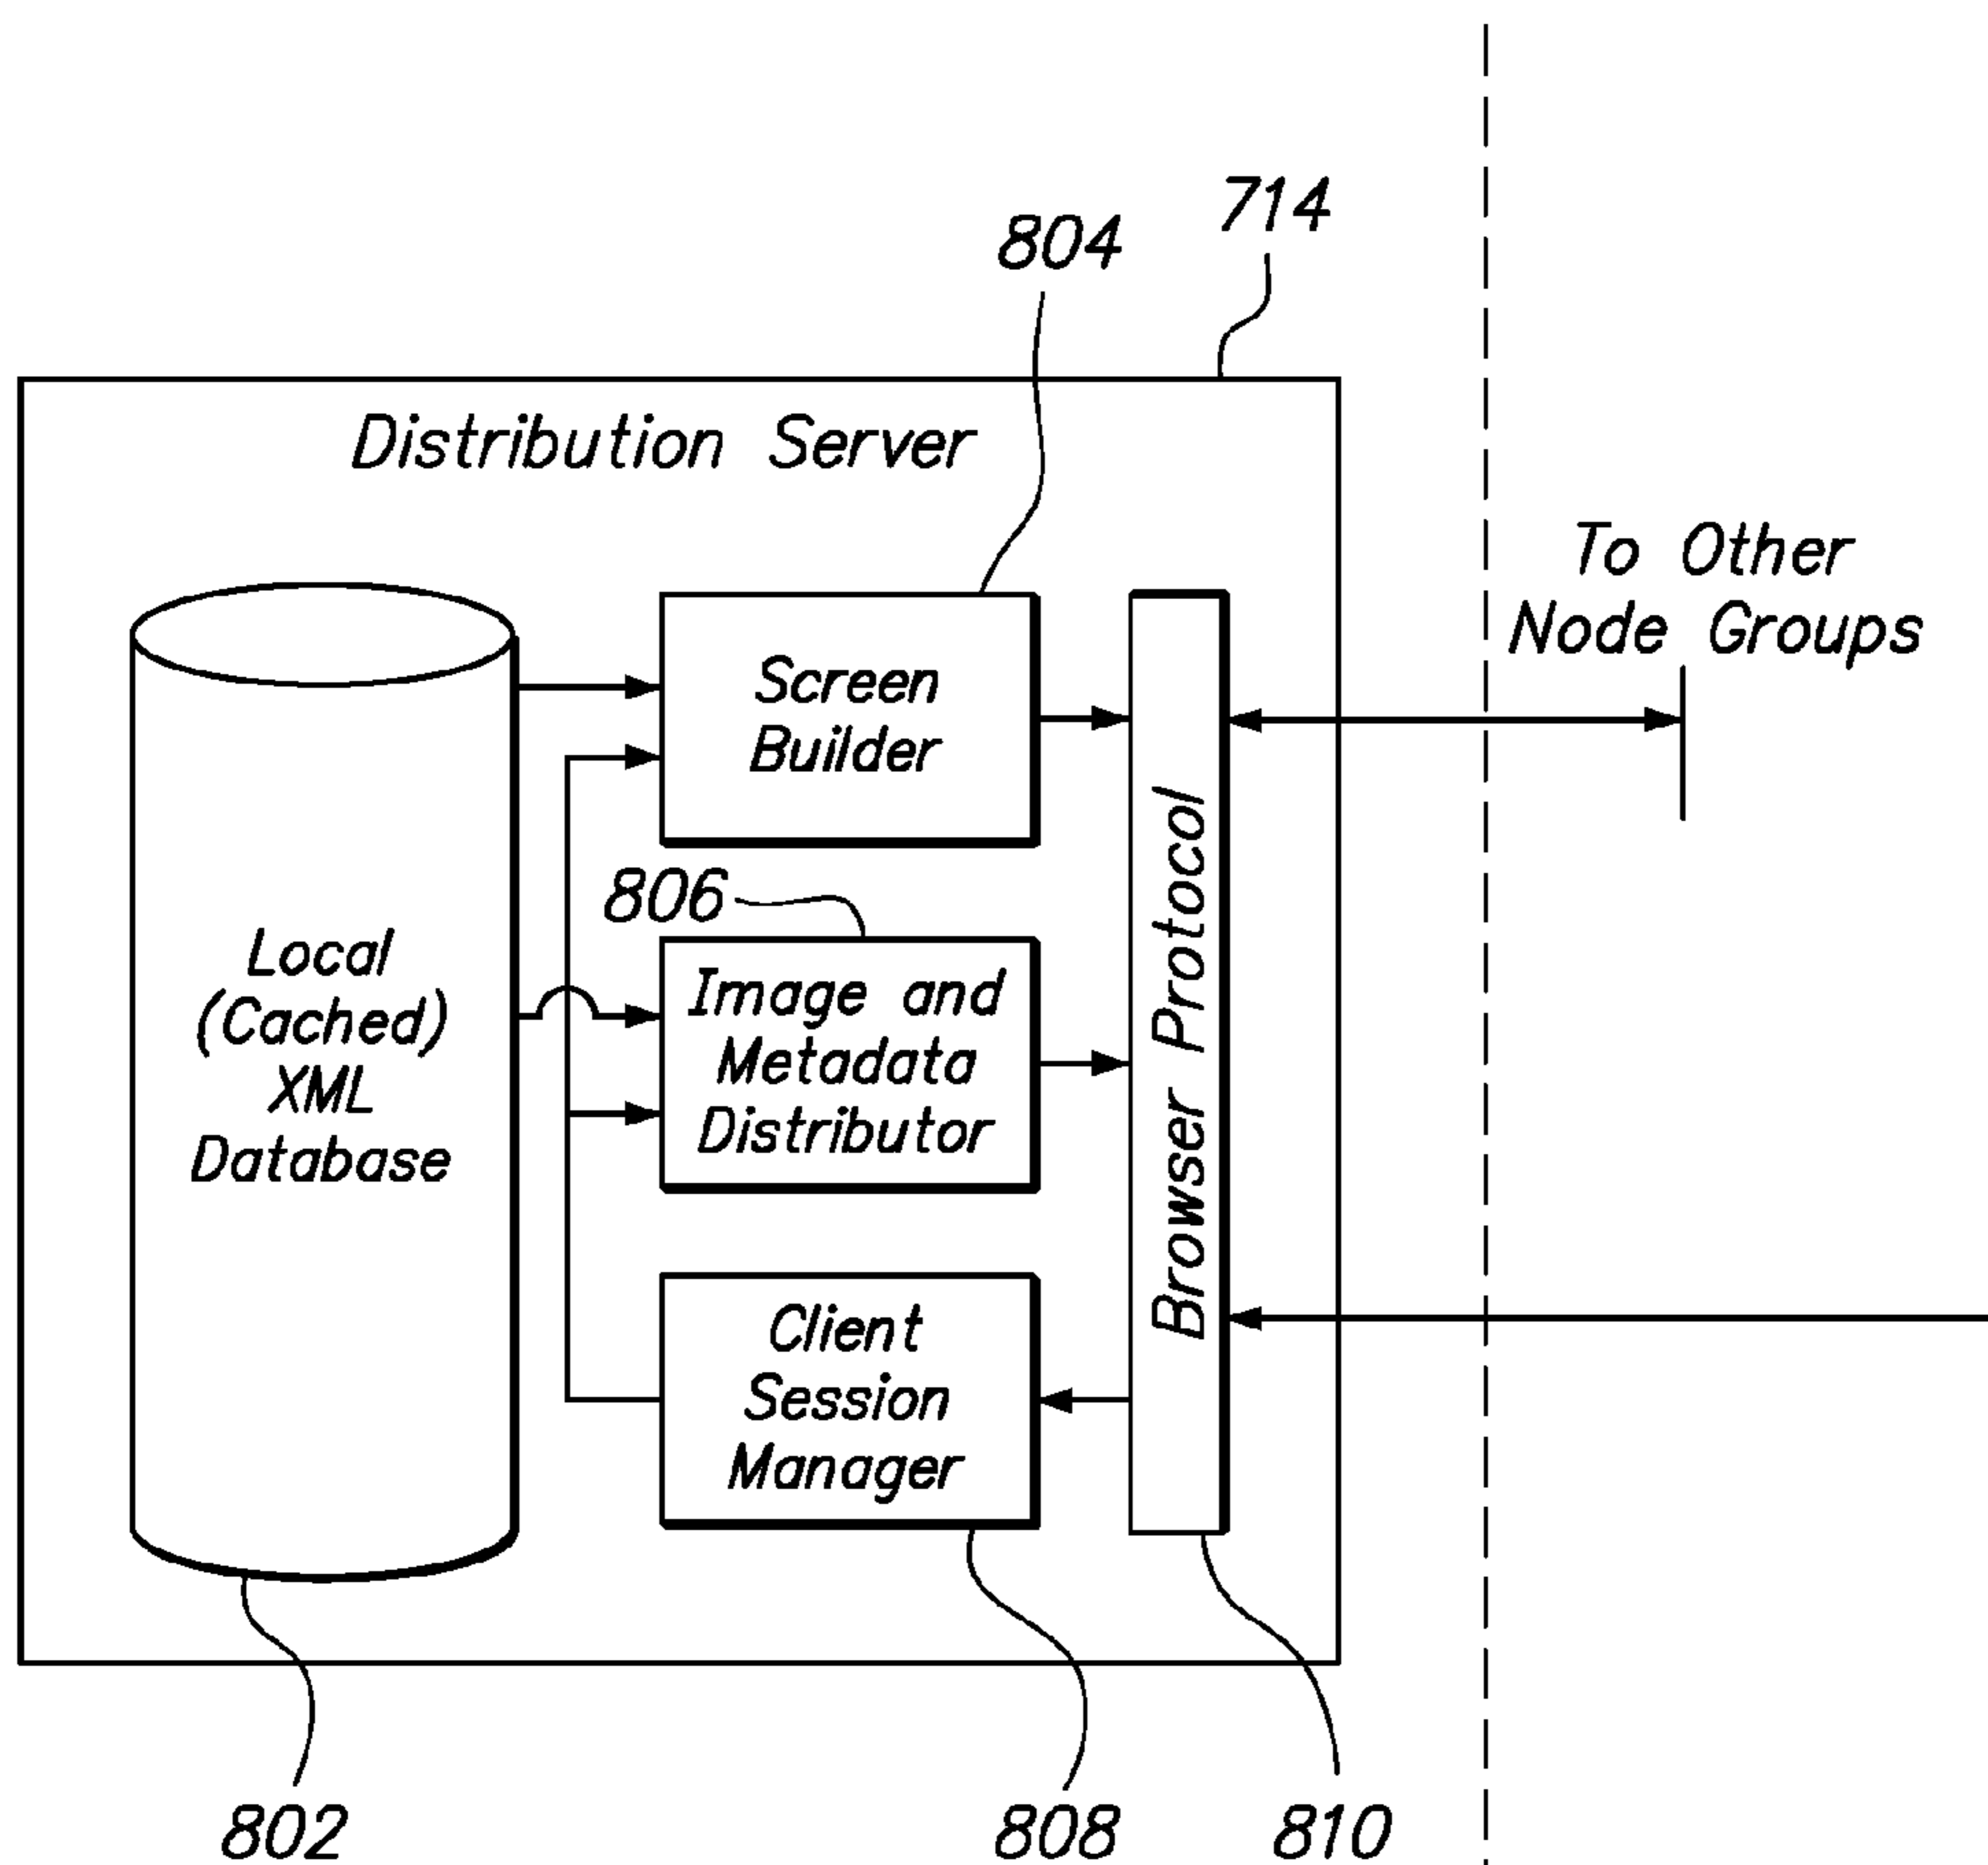 714
804
Distribution Server
To Other
Node Groups
Screen
Builder
806
Browser Protocol
Local
(Cached)
XML
Database
Image and
Metadata
Distributor
Client
Session
Manager
802
808
810